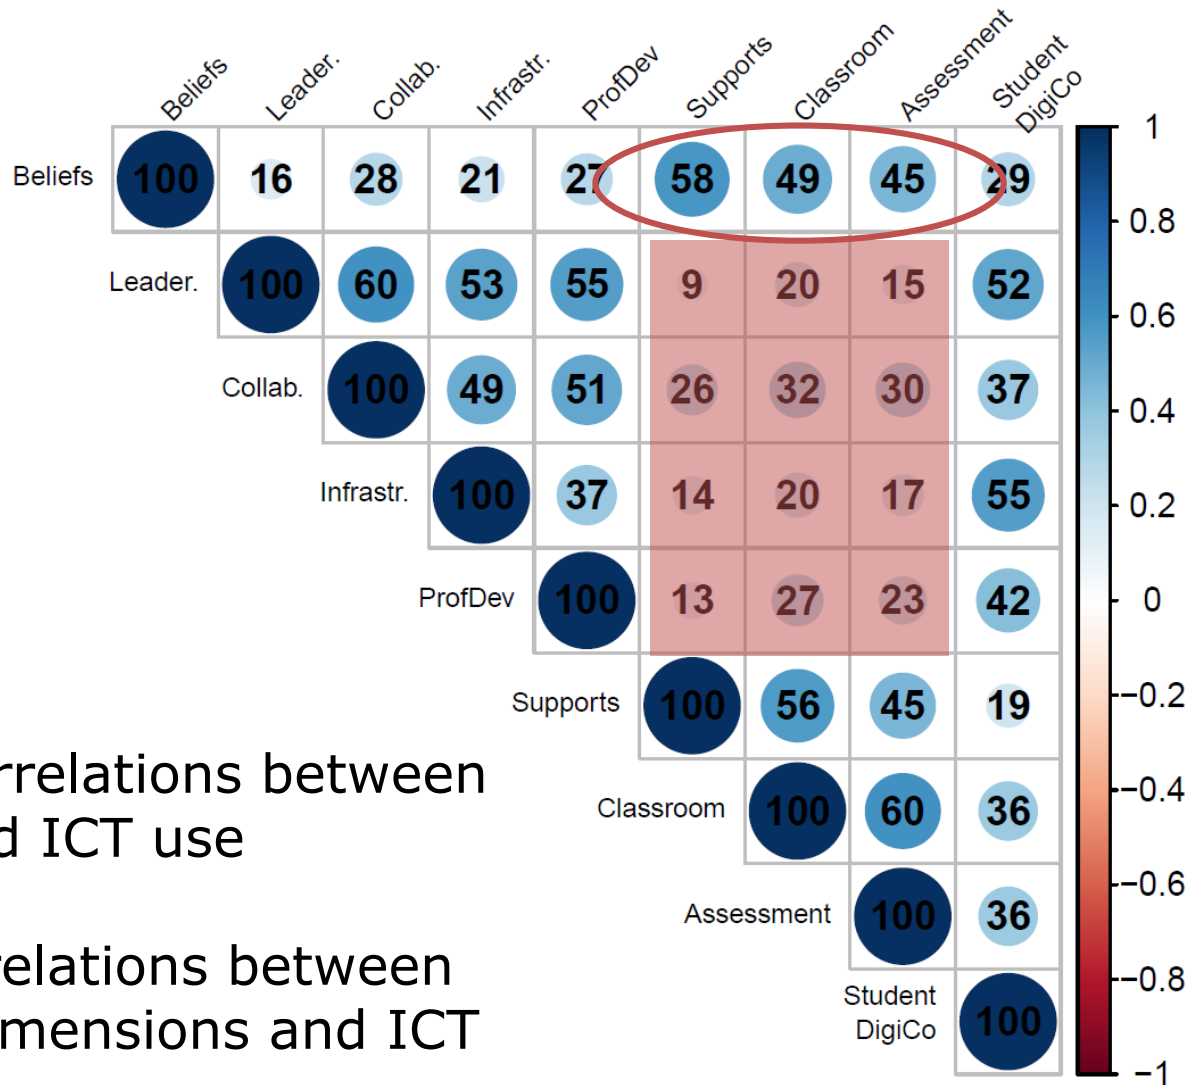 Beliefs Leader. Collab. Infrastr. ProfDev Supports Classroom Assessment Student DigiCo
1
Beliefs 100 16 28 21 27 58 49 45 29
0.8
Leader. 100 60 53 55 9 20 15 52
0.6
Collab. 100 49 51 26 32 30 37
0.4
Infrastr. 100 37 14 20 17 55
0.2
ProfDev 100 13 27 23 42
0
−0.2
Supports 100 56 45 19
rrelations between
−0.4
d ICT use
Classroom 100 60 36
−0.6
Assessment 100 36
relations between
−0.8
mensions and ICT
Student
DigiCo 100
−1